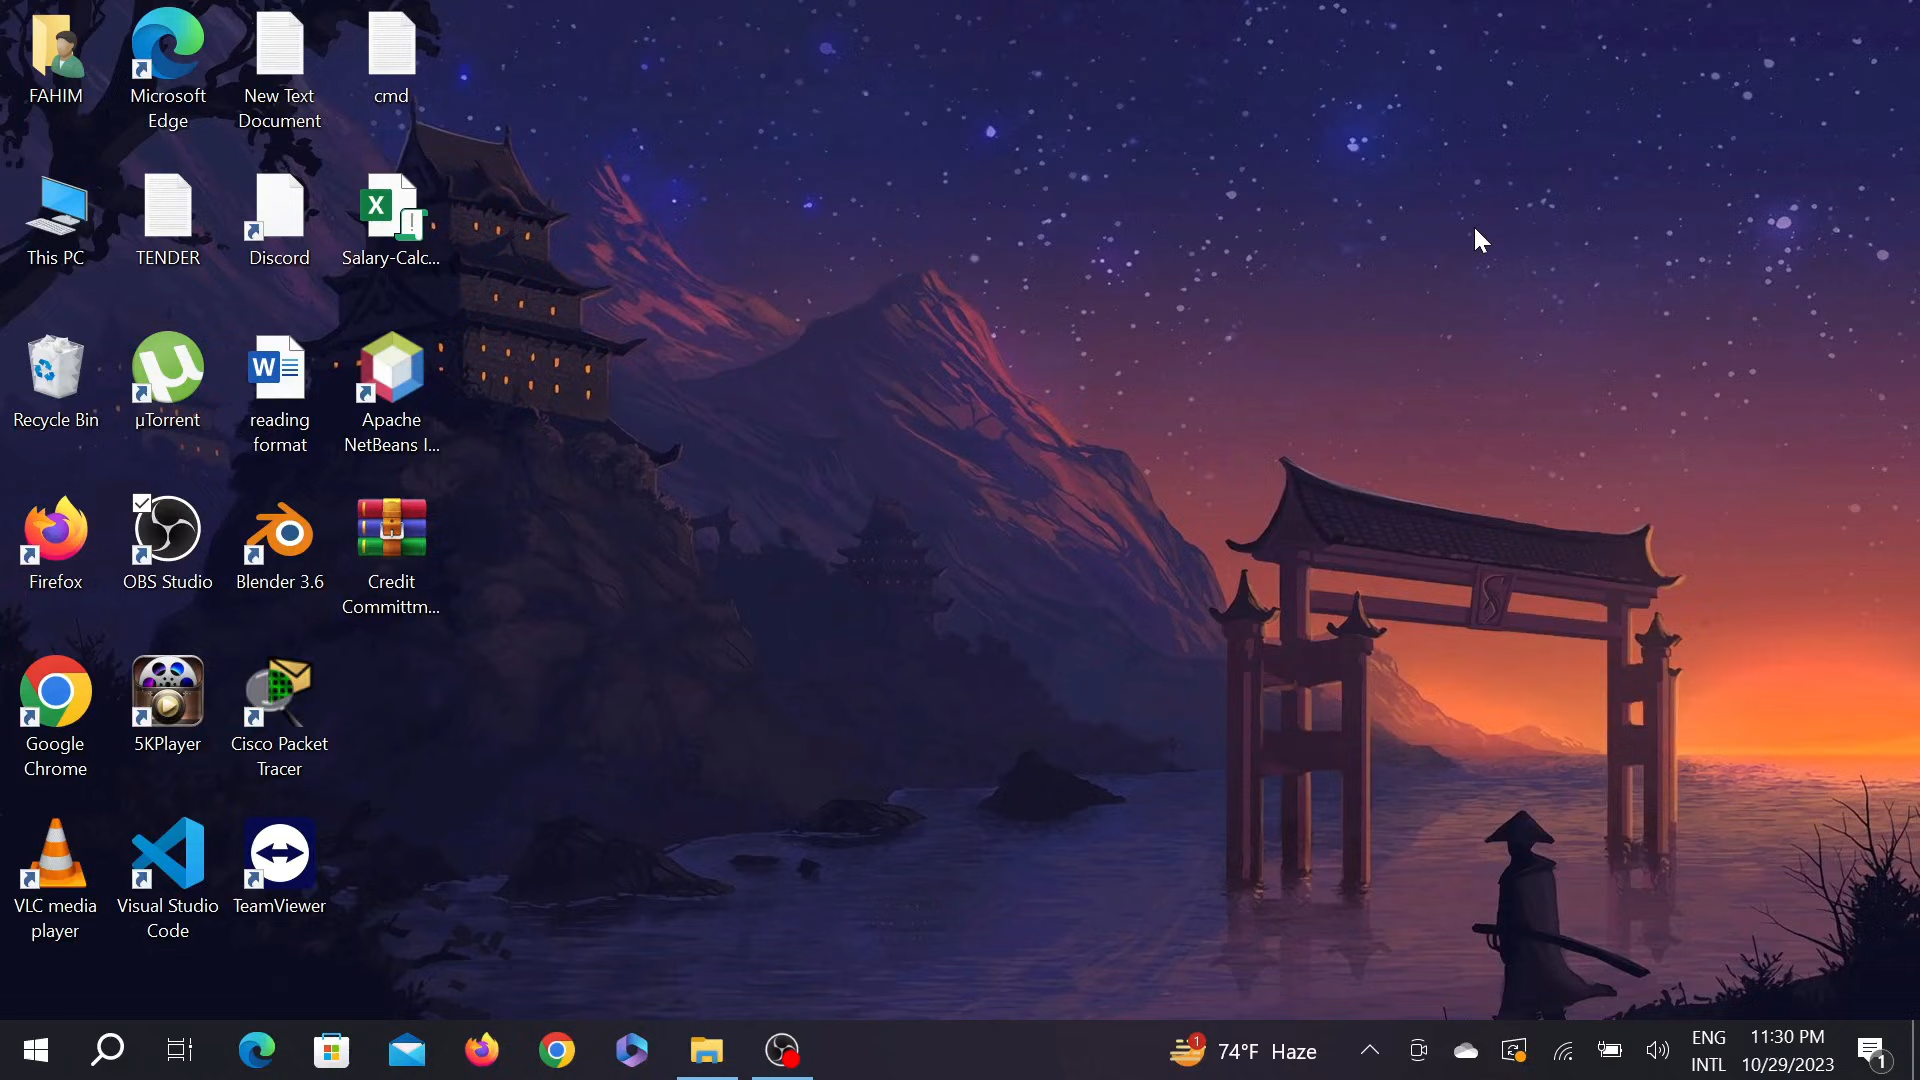 FAHIM
Microsoft
Edge
New Text
Document
cmd
This PC
TENDER
Discord
Salary-Calc...
Recycle Bin
µTorrent
reading
format
Apache
NetBeans I...
Firefox
OBS Studio
Blender 3.6
Credit
Committm...
Google
Chrome
5KPlayer
Cisco Packet
Tracer
VLC media
player
Visual Studio
Code
TeamViewer
1
74°F Haze
ENG
INTL
11:30 PM
10/29/2023
1